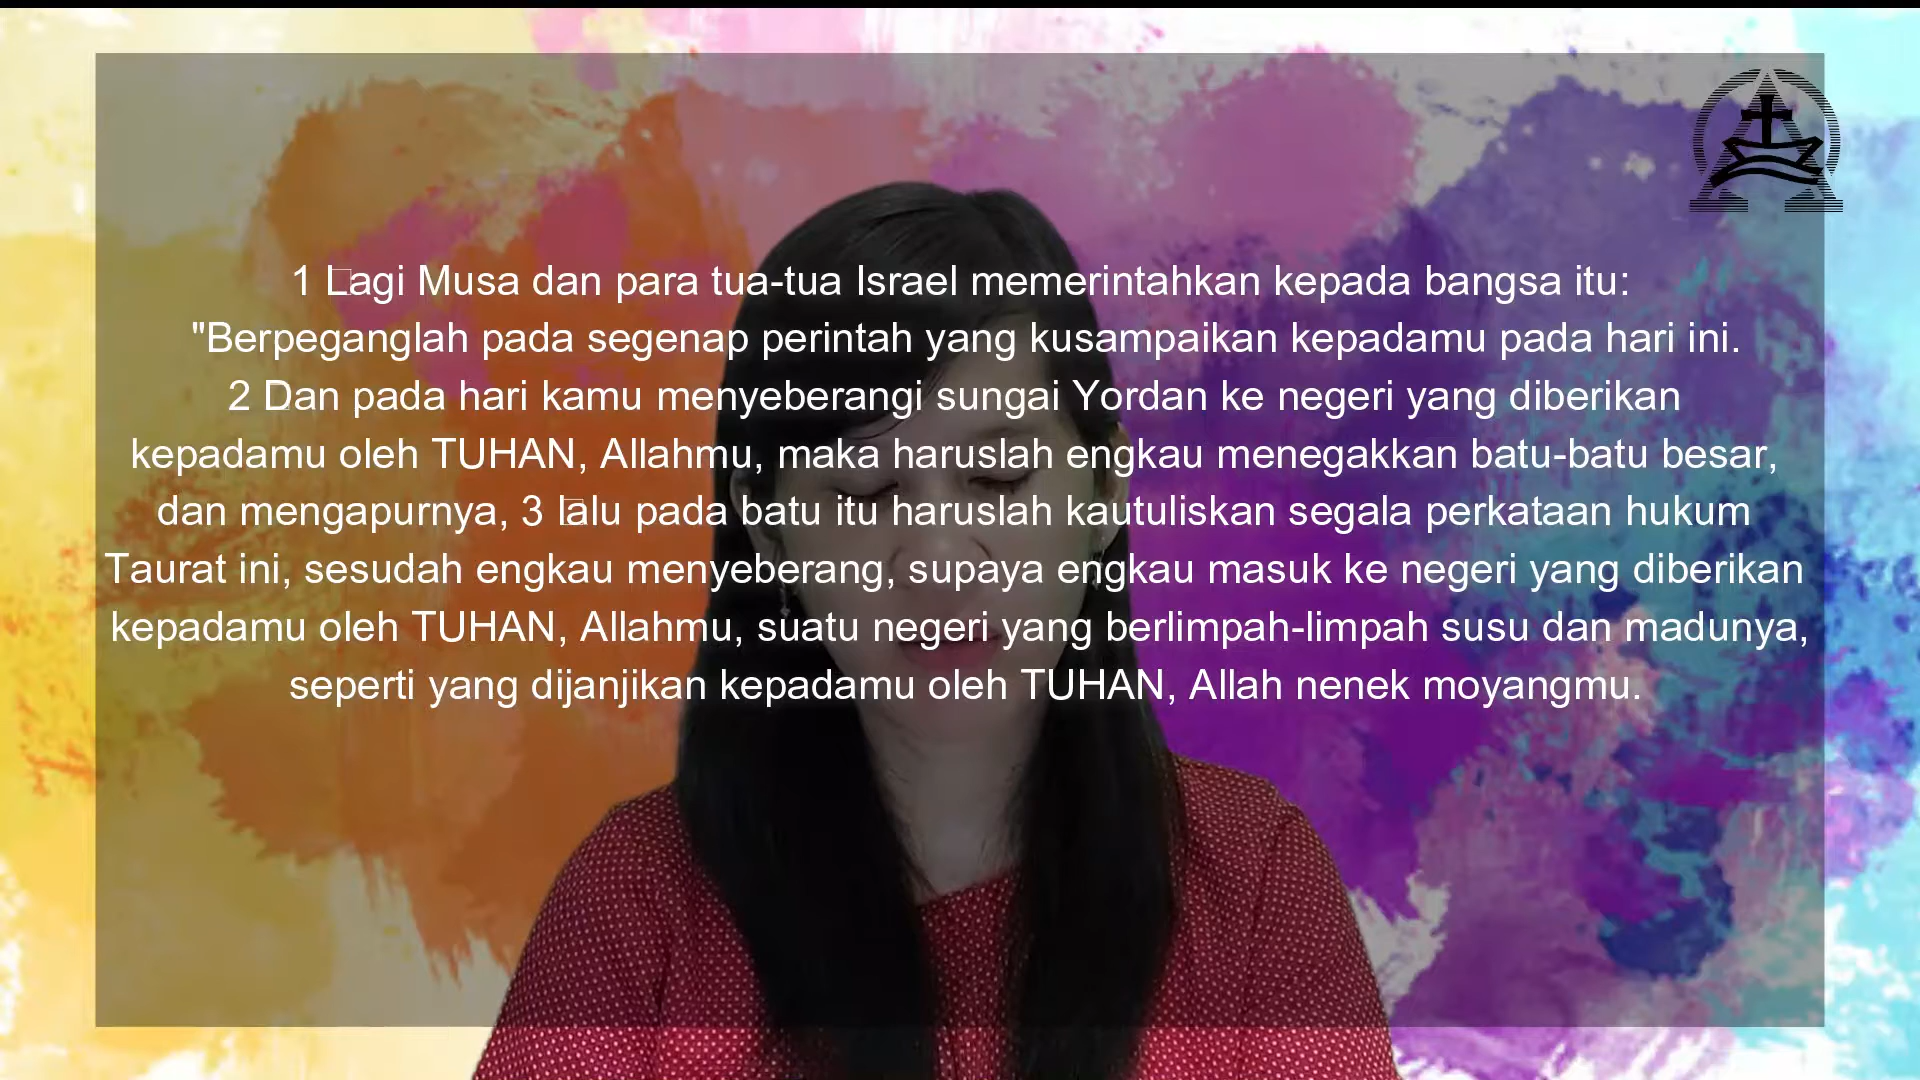 1 Lagi Musa dan para tua-tua Israel memerintahkan kepada bangsa itu:
"Berpeganglah pada segenap perintah yang kusampaikan kepadamu pada hari ini.
2 Dan pada hari kamu menyeberangi sungai Yordan ke negeri yang diberikan
kepadamu oleh TUHAN, Allahmu, maka haruslah engkau menegakkan batu-batu besar,
dan mengapurnya, 3 lalu pada batu itu haruslah kautuliskan segala perkataan hukum
Taurat ini, sesudah engkau menyeberang, supaya engkau masuk ke negeri yang diberikan
kepadamu oleh TUHAN, Allahmu, suatu negeri yang berlimpah-limpah susu dan madunya,
seperti yang dijanjikan kepadamu oleh TUHAN, Allah nenek moyangmu.